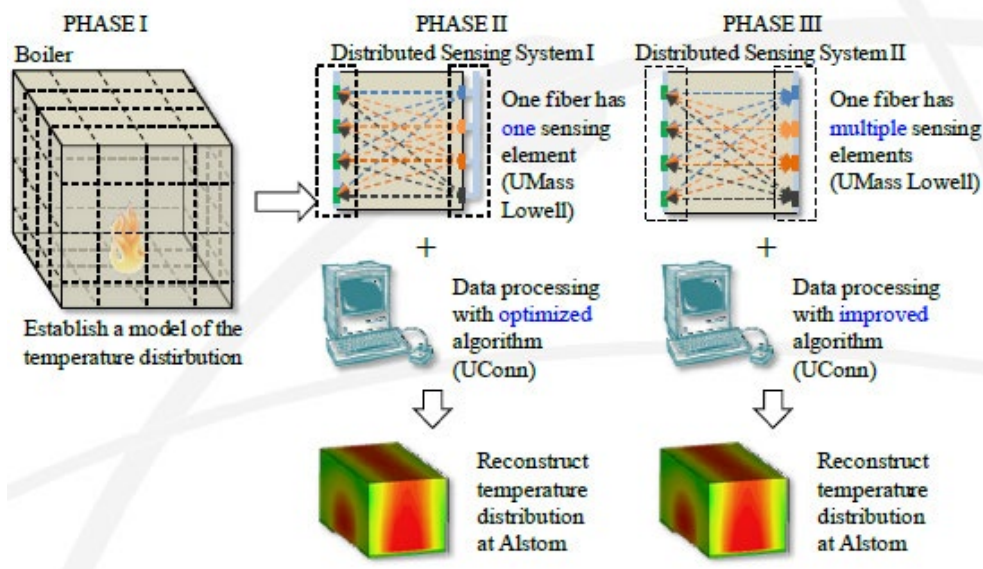 PHASE I
Boiler
Establish a model of the
temperature distirbution
PHASE II
Distributed Sensing System I
One fiber has
one sensing
element
(UMass
Lowell)
+
Data processing
with optimized
algorithm
(UConn)
Reconstruct
temperature
distribution
at Alstom
PHASE III
Distributed Sensing System II
One fiber has
multiple sensing
elements
(UMass Lowell)
+
Data processing
with improved
algorithm
(UConn)
Reconstruct
temperature
distribution
at Alstom